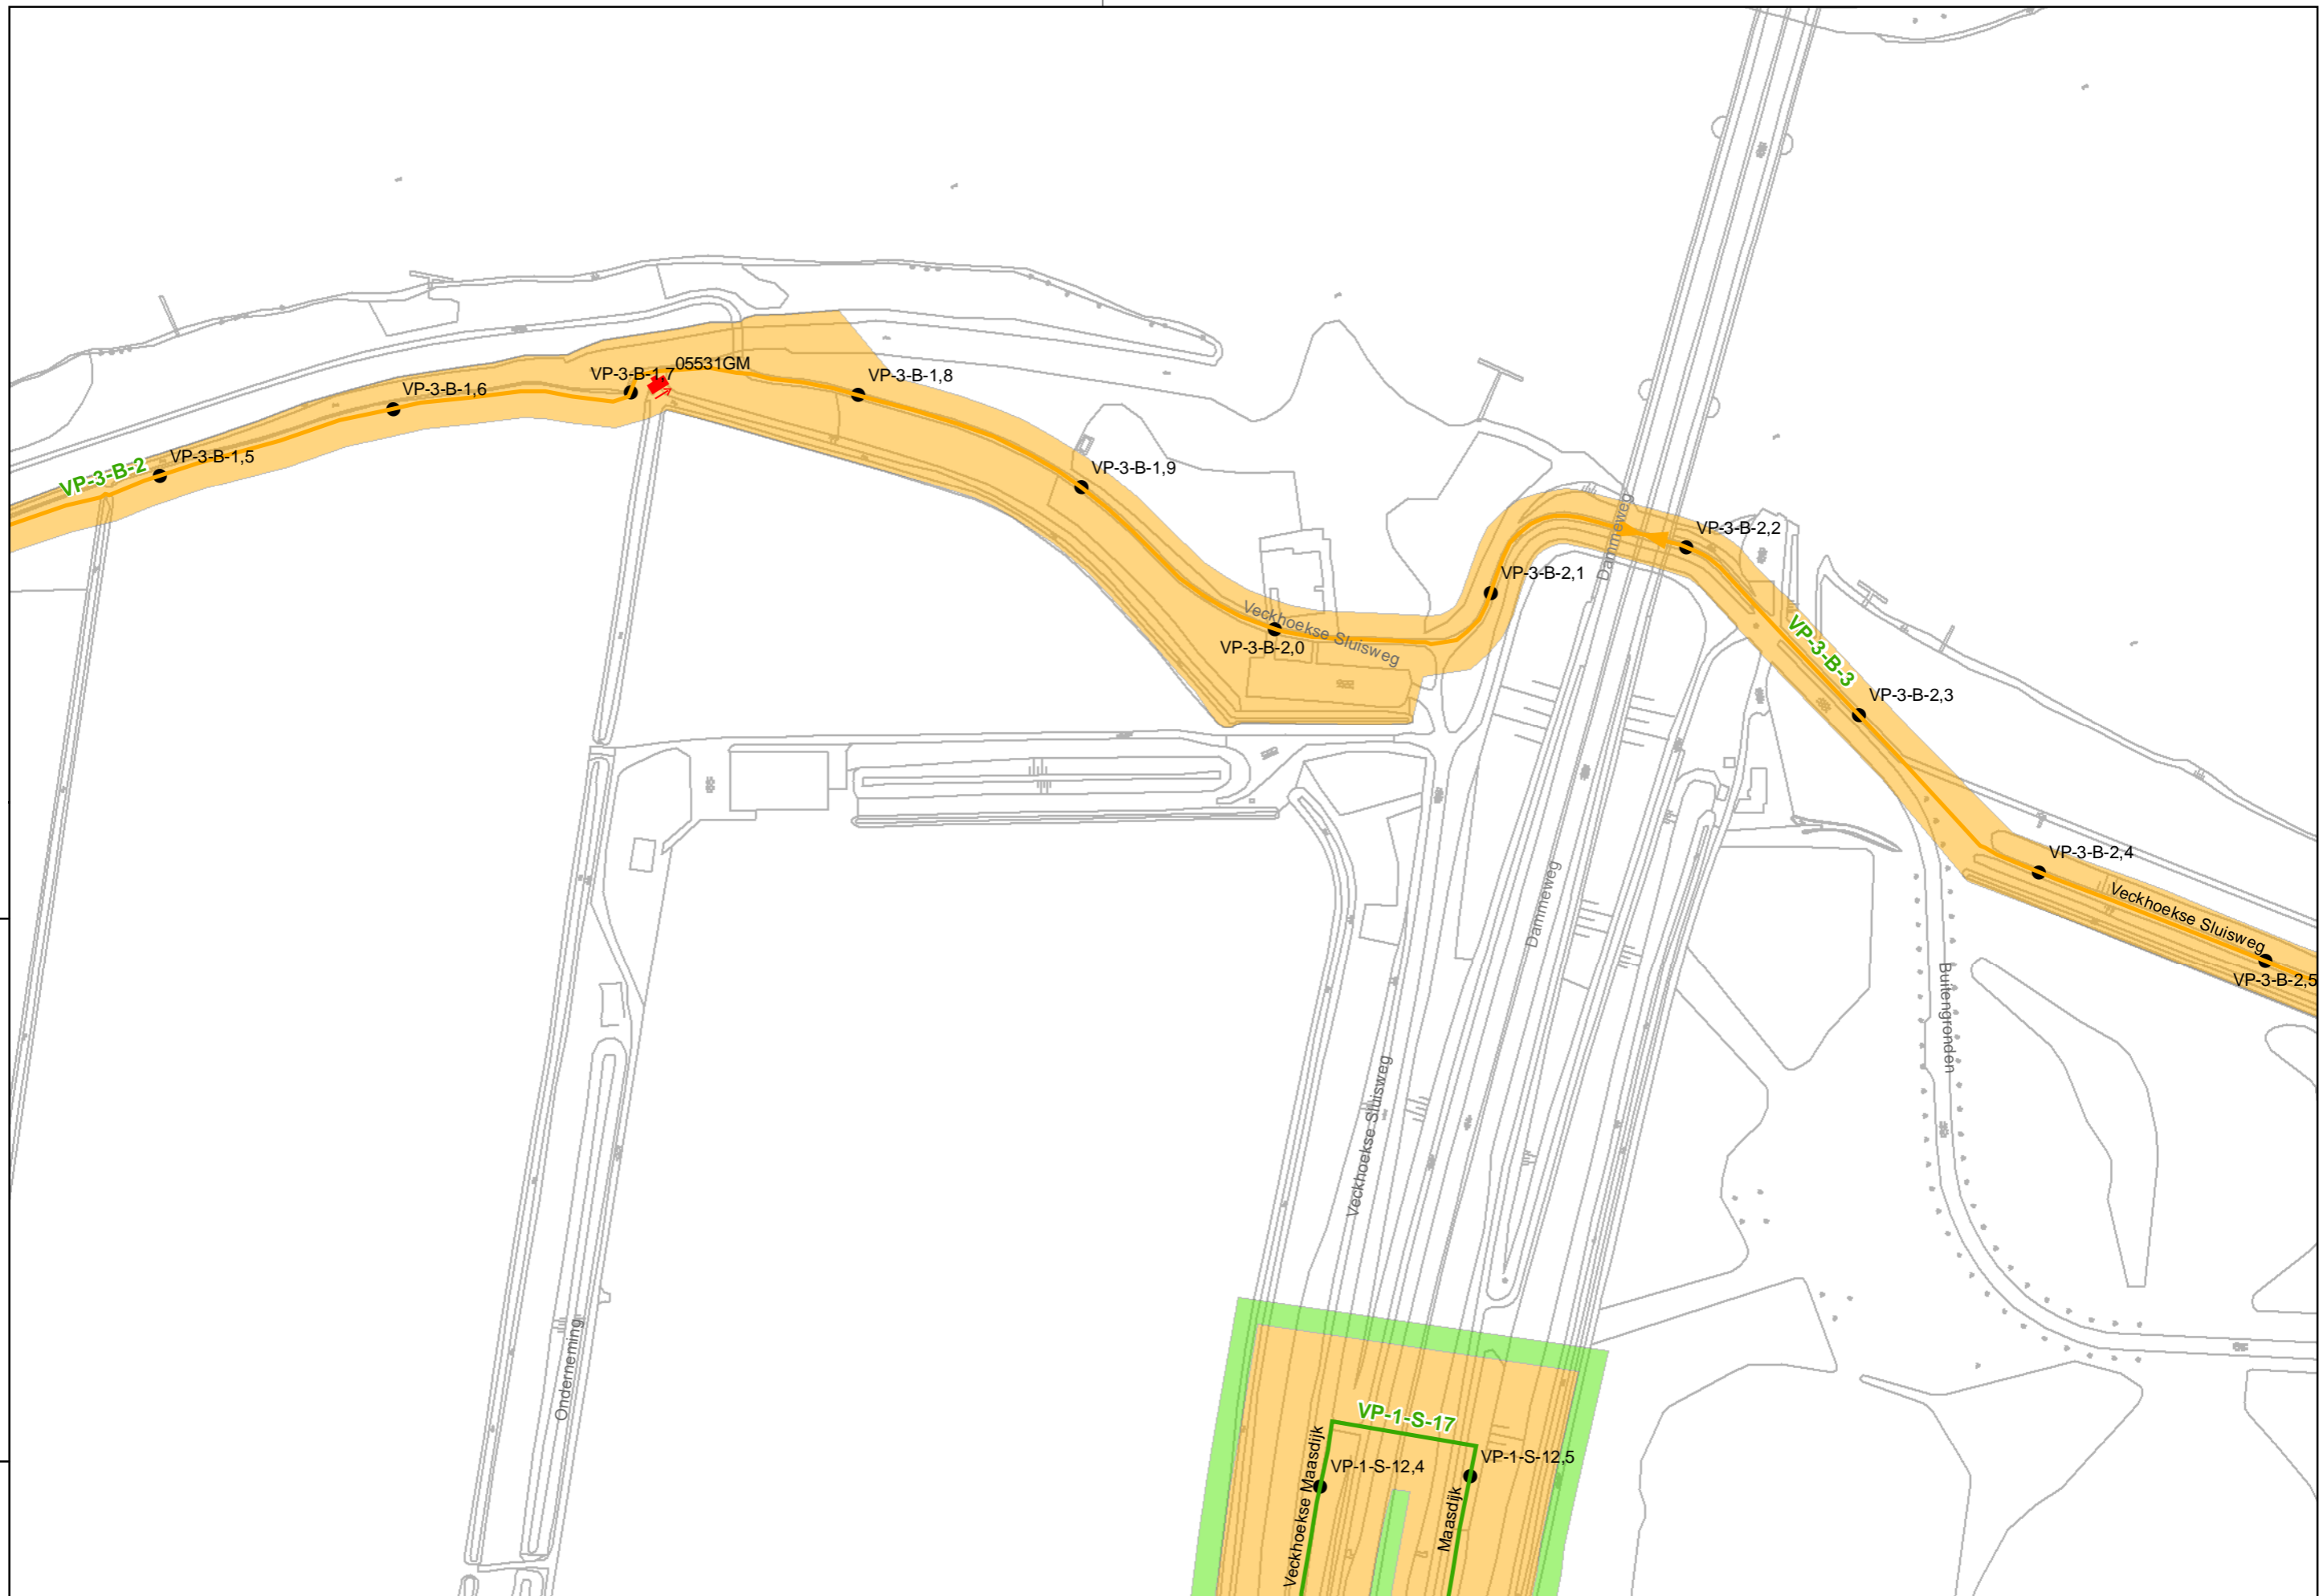 05531GM
VP-3-B-1,7
VP-3-B-1,8
VP-3-B-1,6
VP-3-B-1,5
VP-3-B-2
VP-3-B-1,9
Dammeweg
VP-3-B-2,2
VP-3-B-2,1
Veckhoekse Sluisweg
VP-3-B-2,0
VP-3-B-3
VP-3-B-2,3
VP-3-B-2,4
Veckhoekse Sluisweg
VP-3-B-2,5
Dammeweg
Buitengronden
Veckhoekse Sluisweg
Onderneming
VP-1-S-17
VP-1-S-12,4
VP-1-S-12,5
Veckhoekse Maasdijk
Maasdijk